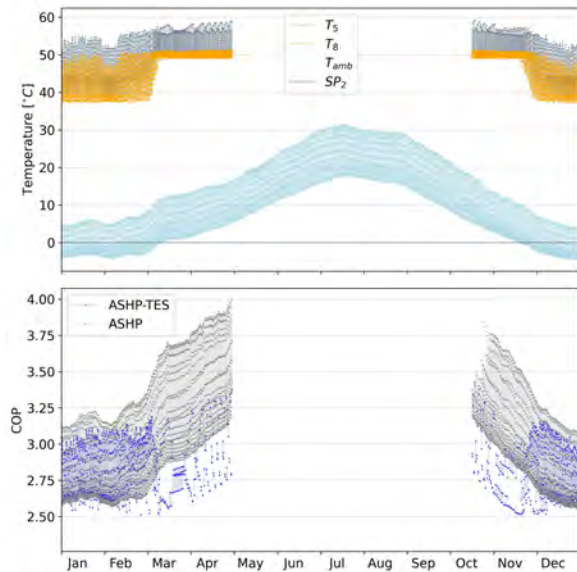 60
50
40
30
20
10
0
Temperature [°C]
T5
T8
Tamb
SP2
4.00
3.75
3.50
3.25
3.00
2.75
2.50
COP
ASHP-TES
ASHP
Jan Feb Mar Apr May Jun Jul Aug Sep Oct Nov Dec